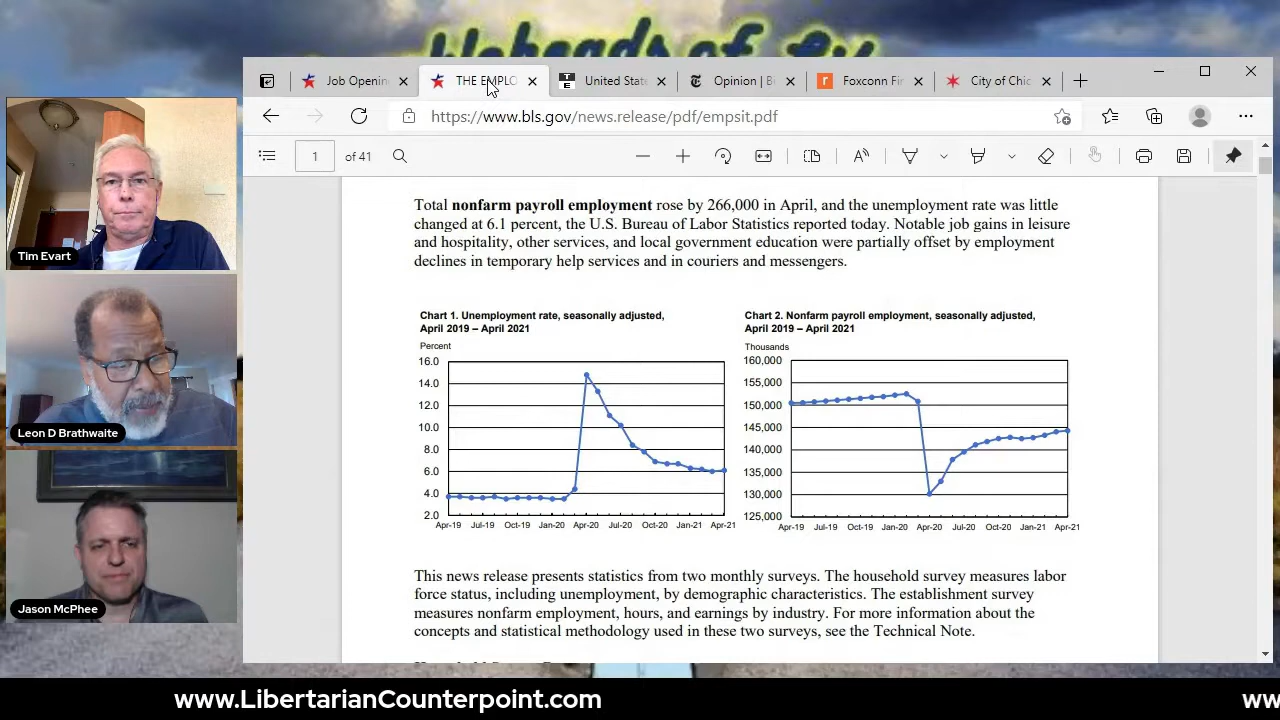 Upheads of
Job Openin
THE EMPLO
United State
Opinion | B
Foxconn Fir
City of Chic
https://www.bls.gov/news.release/pdf/empsit.pdf
1 of 41
Total nonfarm payroll employment rose by 266,000 in April, and the unemployment rate was little
changed at 6.1 percent, the U.S. Bureau of Labor Statistics reported today. Notable job gains in leisure
and hospitality, other services, and local government education were partially offset by employment
declines in temporary help services and in couriers and messengers.
Chart 1. Unemployment rate, seasonally adjusted,
April 2019 – April 2021
Percent
16.0
14.0
12.0
10.0
8.0
6.0
4.0
2.0
Apr-19 Jul-19 Oct-19 Jan-20 Apr-20 Jul-20 Oct-20 Jan-21 Apr-21
Chart 2. Nonfarm payroll employment, seasonally adjusted,
April 2019 – April 2021
Thousands
160,000
155,000
150,000
145,000
140,000
135,000
130,000
125,000
Apr-19 Jul-19 Oct-19 Jan-20 Apr-20 Jul-20 Oct-20 Jan-21 Apr-21
This news release presents statistics from two monthly surveys. The household survey measures labor
force status, including unemployment, by demographic characteristics. The establishment survey
measures nonfarm employment, hours, and earnings by industry. For more information about the
concepts and statistical methodology used in these two surveys, see the Technical Note.
Tim Evart
Leon D Brathwaite
Jason McPhee
www.LibertarianCounterpoint.com
ww